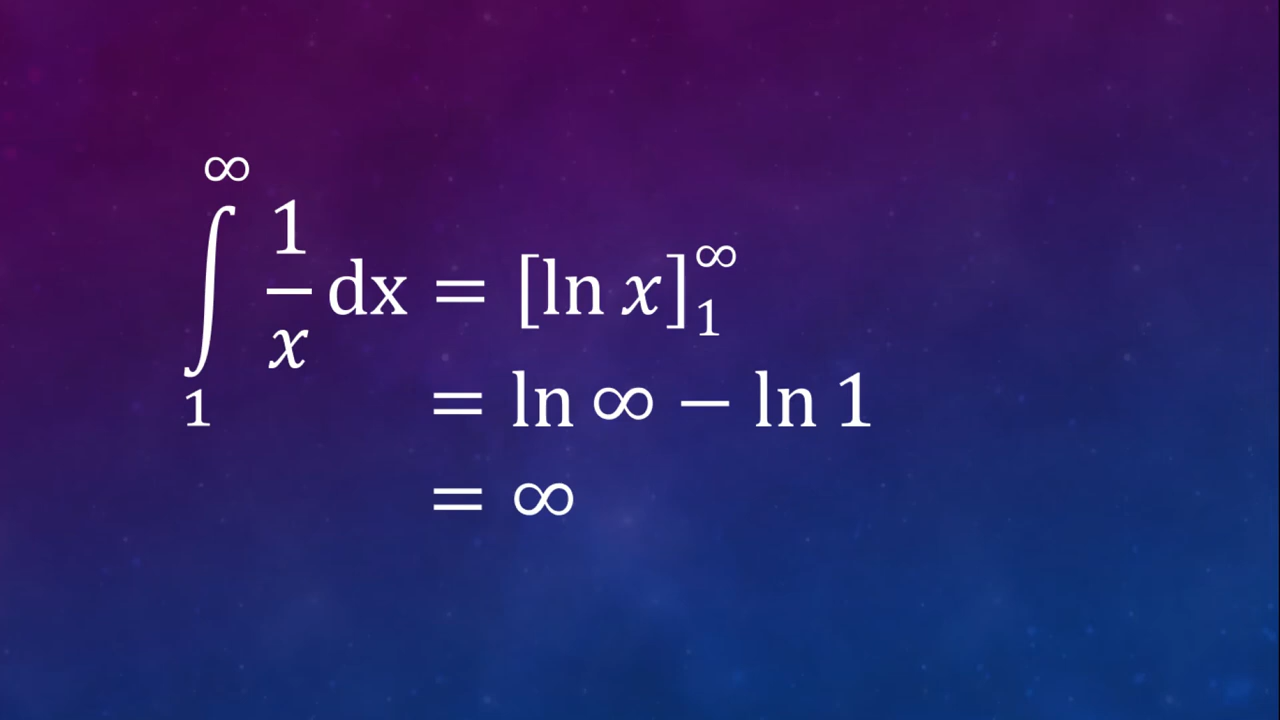 ∫₁^∞ 1/x dx = [ln x]₁^∞
= ln ∞ − ln 1
= ∞